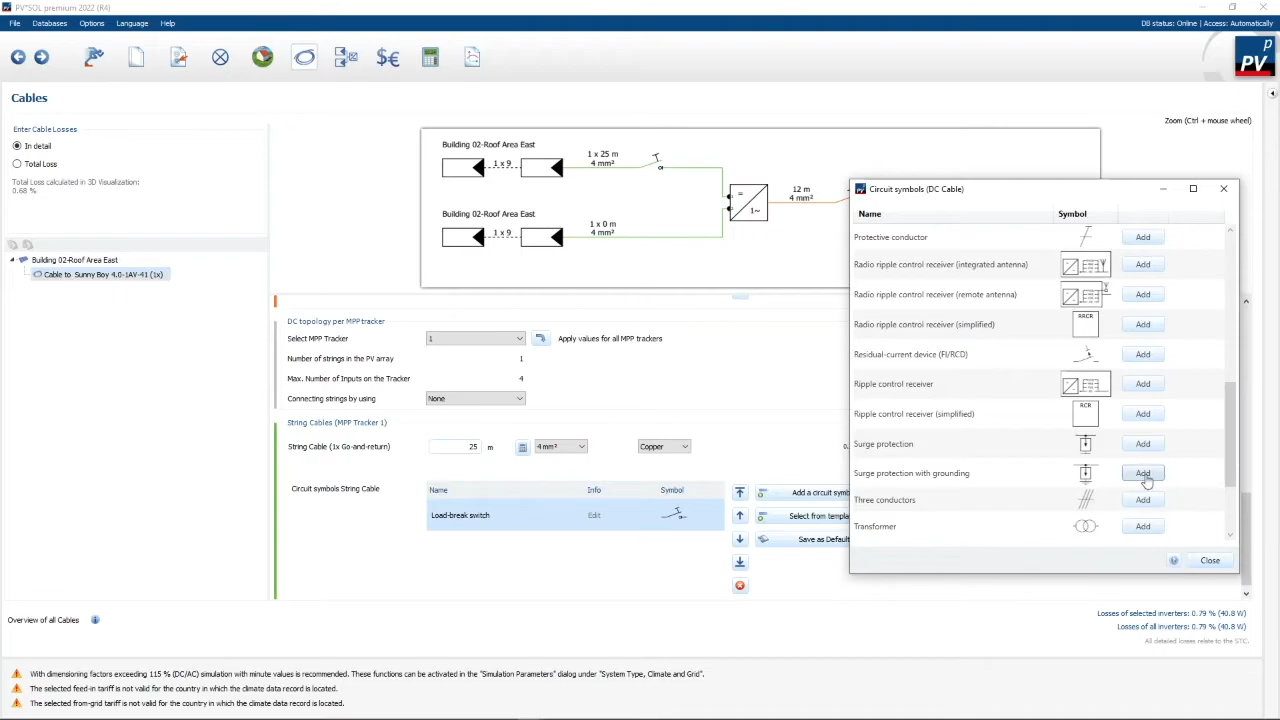 PV*SOL premium 2022 (R4)
File Databases Options Language Help
DB status: Online | Access: Automatically
$€
p
PV
Cables
Zoom (Ctrl + mouse wheel)
Enter Cable Losses
In detail
Total Loss
Total Loss calculated in 3D Visualization:
0.68 %
Building 02-Roof Area East
Cable to Sunny Boy 4.0-1AV-41 (1x)
Building 02-Roof Area East
1 x 9
1 x 25 m
4 mm²
Building 02-Roof Area East
1 x 9
1 x 0 m
4 mm²
1~
12 m
4 mm²
DC topology per MPP tracker
Select MPP Tracker 1 Apply values for all MPP trackers
Number of strings in the PV array 1
Max. Number of Inputs on the Tracker 4
Connecting strings by using None
String Cables (MPP Tracker 1)
String Cable (1x Go-and-return) 25 m 4 mm² Copper 0.
Circuit symbols String Cable
Name Info Symbol
Load-break switch Edit
Add a circuit symb
Select from templa
Save as Default
Circuit symbols (DC Cable)
Name Symbol
Protective conductor Add
Radio ripple control receiver (integrated antenna) Add
Radio ripple control receiver (remote antenna) Add
Radio ripple control receiver (simplified) RRCR Add
Residual-current device (FI/RCD) Add
Ripple control receiver Add
Ripple control receiver (simplified) RCR Add
Surge protection Add
Surge protection with grounding Add
Three conductors Add
Transformer Add
Close
Overview of all Cables
Losses of selected inverters: 0.79 % (40.8 W)
Losses of all inverters: 0.79 % (40.8 W)
All detailed losses relate to the STC.
With dimensioning factors exceeding 115 % (DC/AC) simulation with minute values is recommended. These functions can be activated in the "Simulation Parameters" dialog under "System Type, Climate and Grid".
The selected feed-in tariff is not valid for the country in which the climate data record is located.
The selected from-grid tariff is not valid for the country in which the climate data record is located.